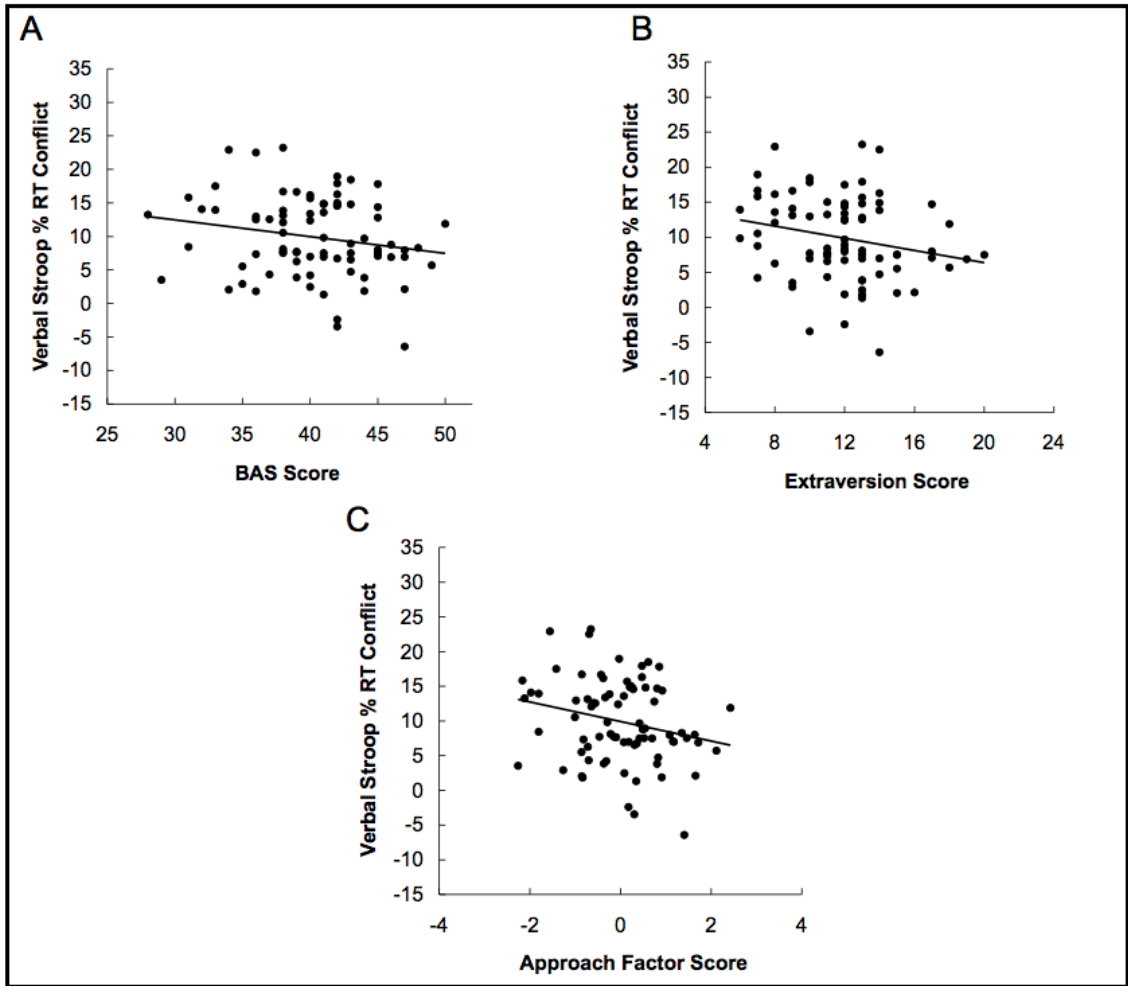 A
Verbal Stroop % RT Conflict
35
30
25
20
15
10
5
0
-5
-10
-15
25 30 35 40 45 50
BAS Score
B
Verbal Stroop % RT Conflict
35
30
25
20
15
10
5
0
-5
-10
-15
4 8 12 16 20 24
Extraversion Score
C
Verbal Stroop % RT Conflict
35
30
25
20
15
10
5
0
-5
-10
-15
-4 -2 0 2 4
Approach Factor Score